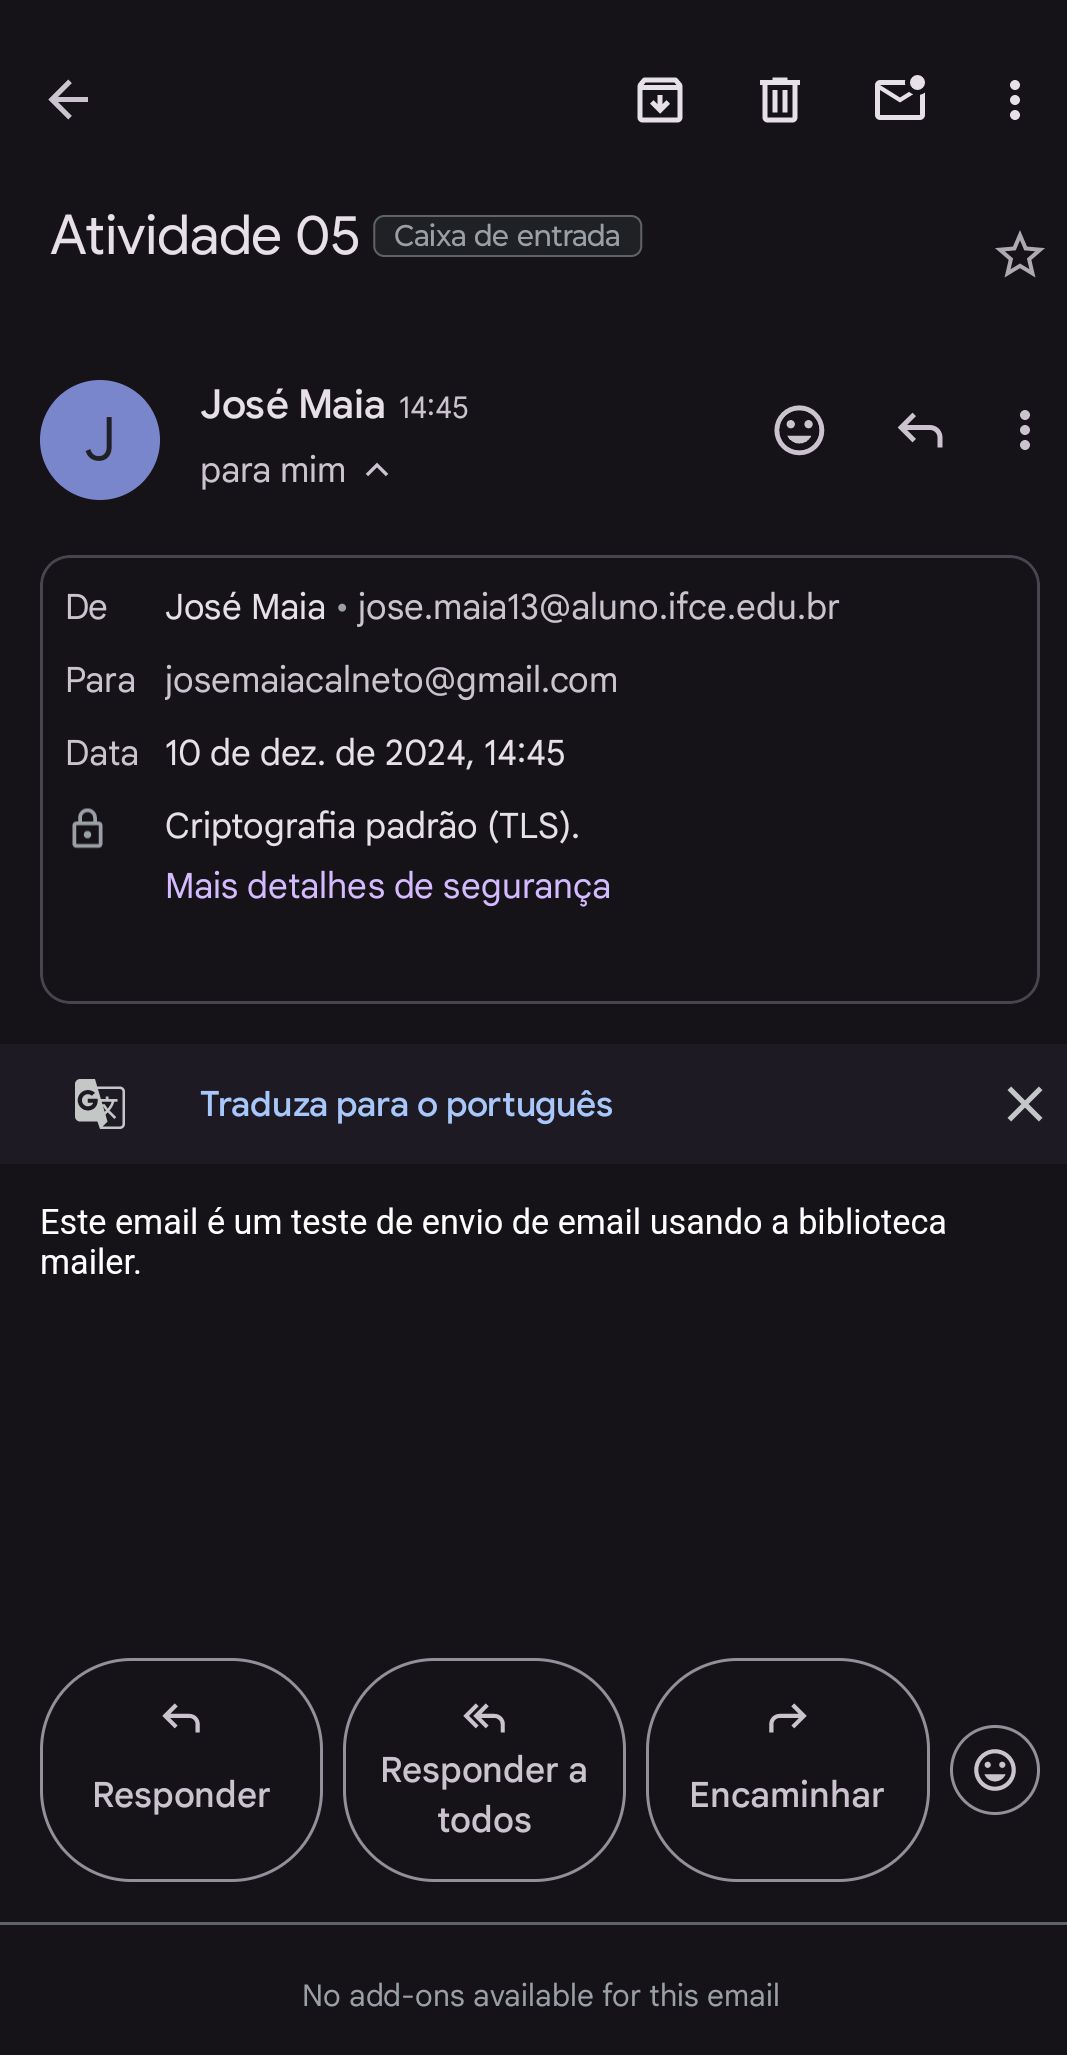 Atividade 05 Caixa de entrada
J
José Maia 14:45
para mim
De José Maia • jose.maia13@aluno.ifce.edu.br
Para josemaiacalneto@gmail.com
Data 10 de dez. de 2024, 14:45
Criptografia padrão (TLS).
Mais detalhes de segurança
Traduza para o português
Este email é um teste de envio de email usando a biblioteca
mailer.
Responder
Responder a
todos
Encaminhar
No add-ons available for this email